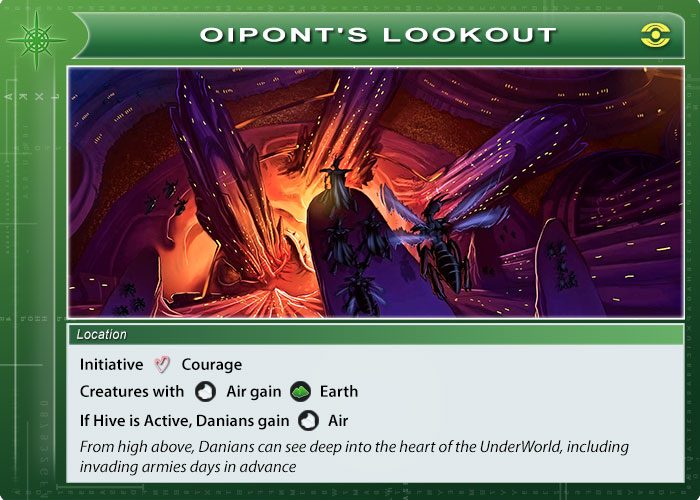 OIPONT'S LOOKOUT
Location
Initiative Courage
Creatures with Air gain Earth
If Hive is Active, Danians gain Air
From high above, Danians can see deep into the heart of the UnderWorld, including
invading armies days in advance